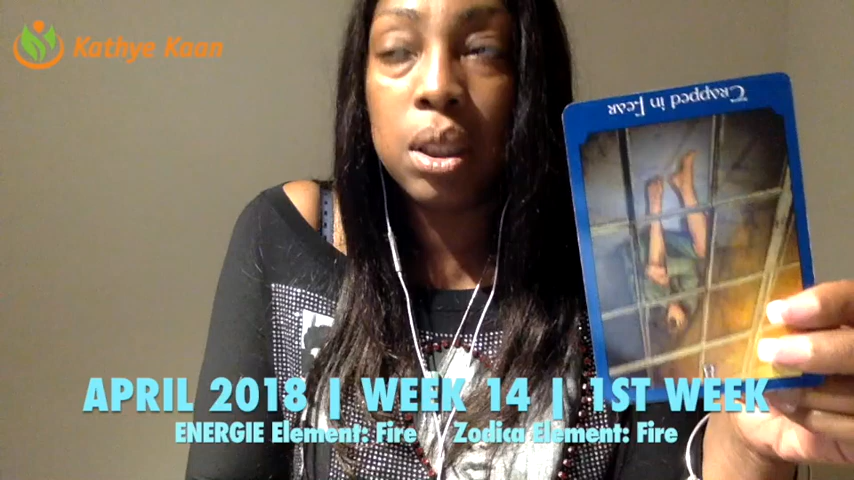 Kathye Kaan
Trapped in Fear
APRIL 2018 | WEEK 14 | 1ST WEEK
ENERGIE Element: Fire Zodica Element: Fire